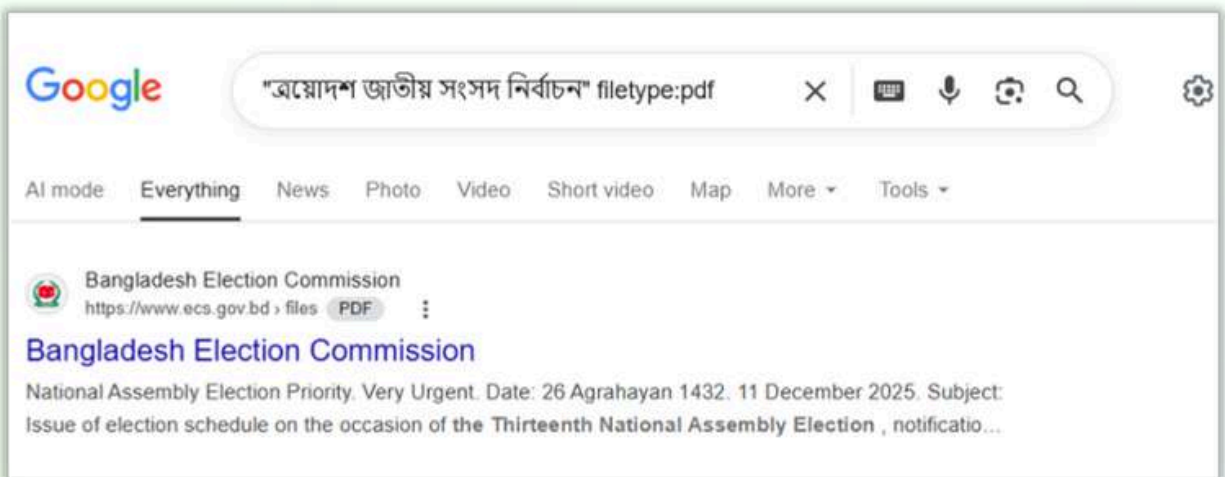 Google
"ত্রয়োদশ জাতীয় সংসদ নির্বাচন" filetype:pdf
AI mode Everything News Photo Video Short video Map More Tools
Bangladesh Election Commission
https://www.ecs.gov.bd › files PDF
Bangladesh Election Commission
National Assembly Election Priority. Very Urgent. Date: 26 Agrahayan 1432. 11 December 2025. Subject:
Issue of election schedule on the occasion of the Thirteenth National Assembly Election , notificatio...